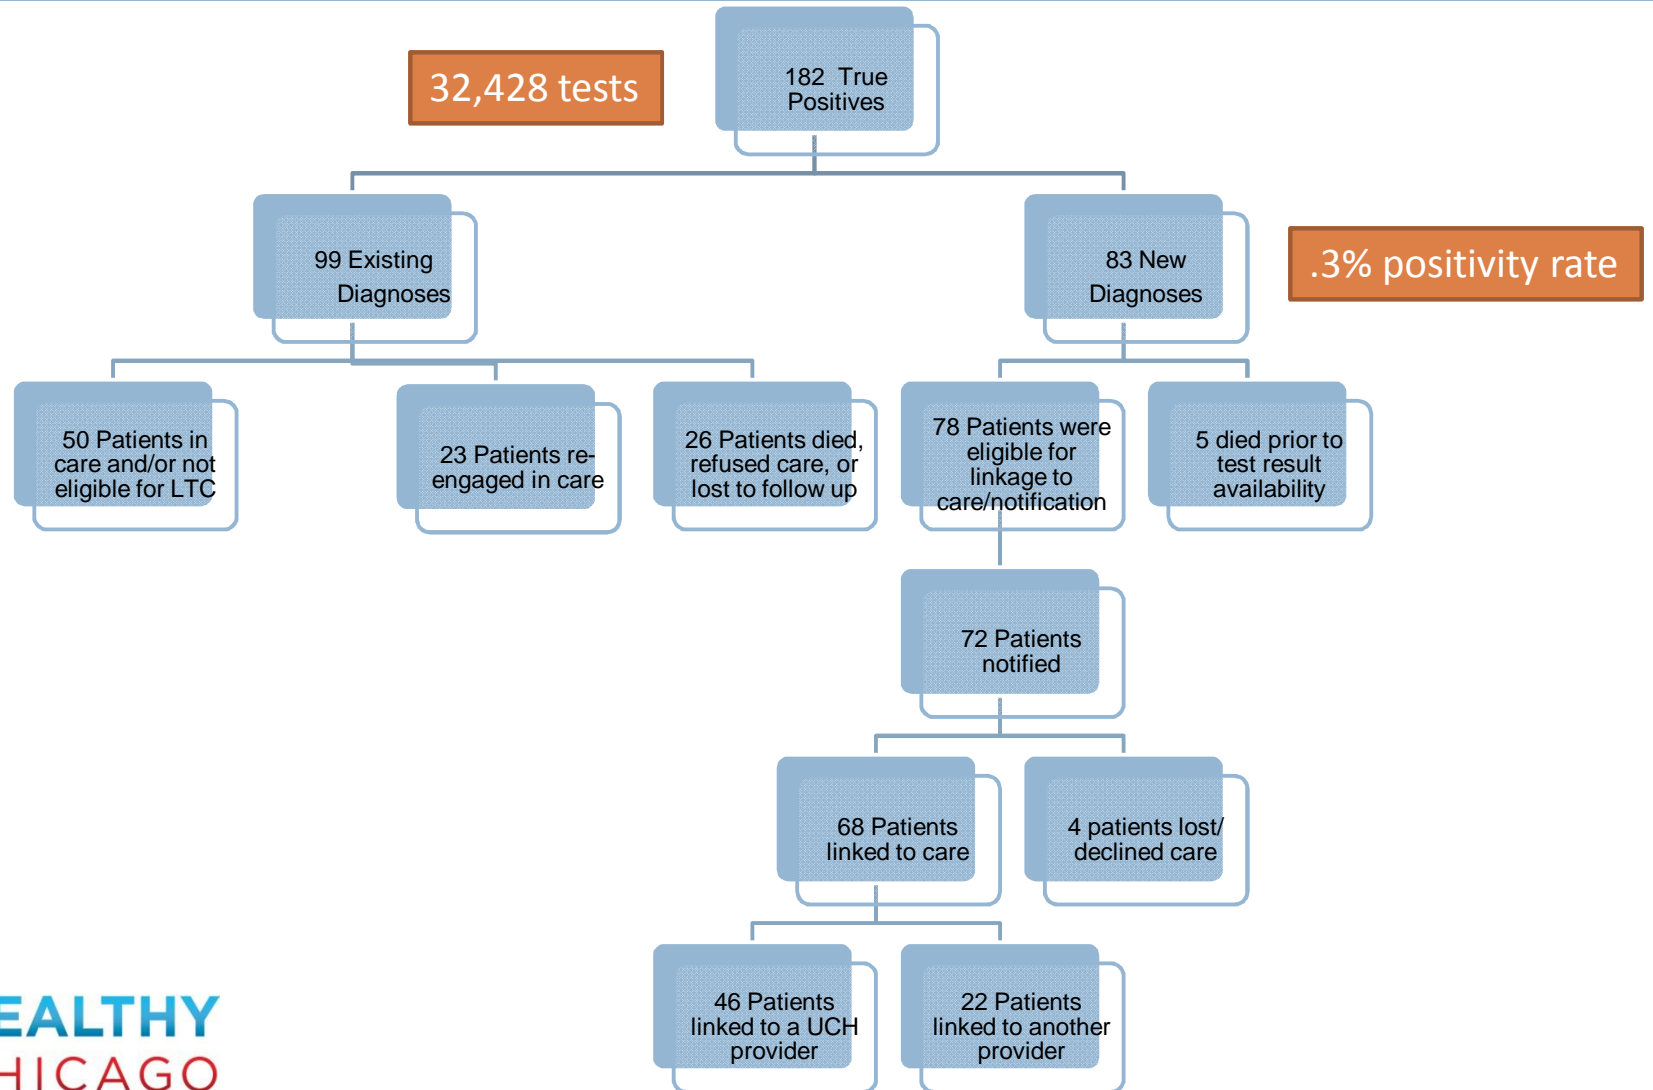 182 True
Positives
32,428 tests
99 Existing
Diagnoses
83 New
Diagnoses
.3% positivity rate
50 Patients in
care and/or not
eligible for LTC
23 Patients re-
engaged in care
26 Patients died,
refused care, or
lost to follow up
78 Patients were
eligible for
linkage to
care/notification
5 died prior to
test result
availability
72 Patients
notified
68 Patients
linked to care
4 patients lost/
declined care
46 Patients
linked to a UCH
provider
22 Patients
linked to another
provider
EALTHY
HICAGO